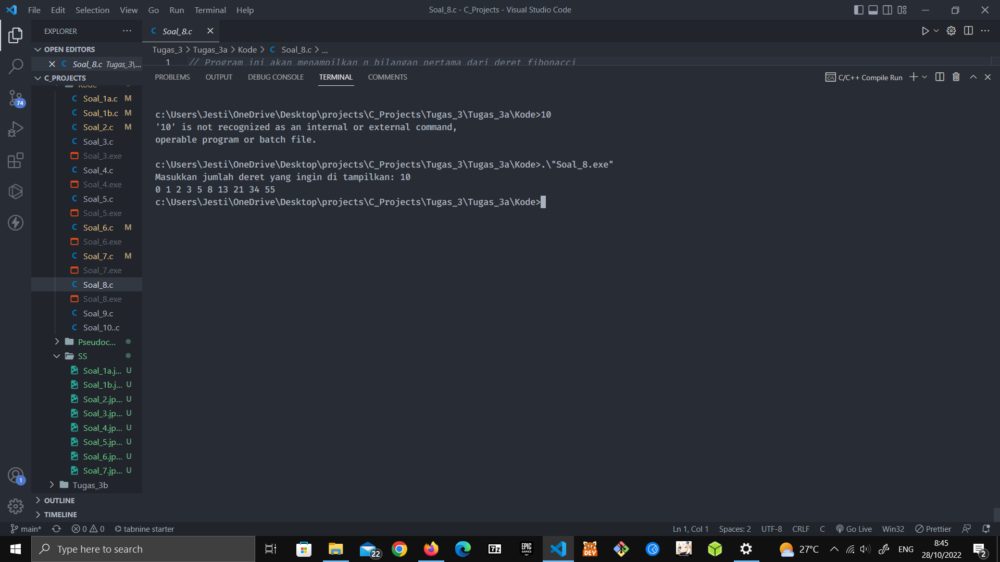 File Edit Selection View Go Run Terminal Help
Soal_8.c - C_Projects - Visual Studio Code
EXPLORER
Soal_8.c
OPEN EDITORS
Soal_8.c Tugas_3\...
C_PROJECTS
Kode
Soal_1a.c M
Soal_1b.c M
Soal_2.c M
Soal_3.c
Soal_3.exe
Soal_4.c
Soal_4.exe
Soal_5.c
Soal_5.exe
Soal_6.c M
Soal_6.exe
Soal_7.c M
Soal_7.exe
Soal_8.c
Soal_8.exe
Soal_9.c
Soal_10..c
Pseudoc...
SS
Soal_1a.j... U
Soal_1b.j... U
Soal_2.jp... U
Soal_3.jp... U
Soal_4.jp... U
Soal_5.jp... U
Soal_6.jp... U
Soal_7.jp... U
Tugas_3b
OUTLINE
TIMELINE
74
1
Tugas_3 > Tugas_3a > Kode > C Soal_8.c > ...
1 // Program ini akan menampilkan n bilangan pertama dari deret fibonacci
PROBLEMS OUTPUT DEBUG CONSOLE TERMINAL COMMENTS
C/C++ Compile Run
c:\Users\Jesti\OneDrive\Desktop\projects\C_Projects\Tugas_3\Tugas_3a\Kode>10
'10' is not recognized as an internal or external command,
operable program or batch file.
c:\Users\Jesti\OneDrive\Desktop\projects\C_Projects\Tugas_3\Tugas_3a\Kode>.\"Soal_8.exe"
Masukkan jumlah deret yang ingin di tampilkan: 10
0 1 2 3 5 8 13 21 34 55
c:\Users\Jesti\OneDrive\Desktop\projects\C_Projects\Tugas_3\Tugas_3a\Kode>
main* 0 0 tabnine starter
Ln 1, Col 1 Spaces: 2 UTF-8 CRLF C Go Live Win32 Prettier
Type here to search
22
7z
EPIC GAMES
DEV
27°C
ENG
8:45
28/10/2022
2